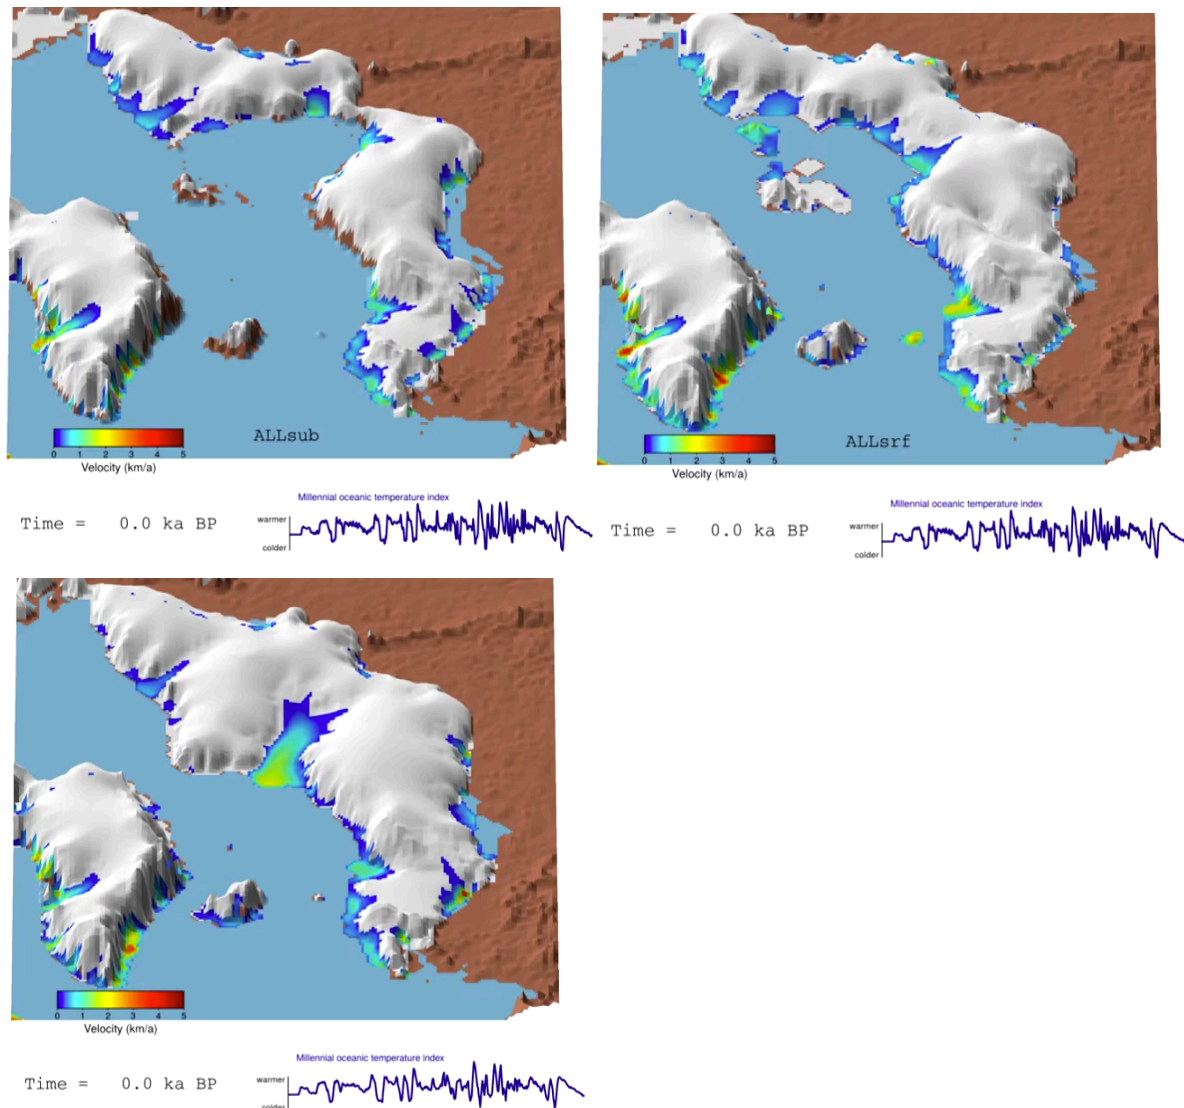 ALLsub
0 1 2 3 4 5
Velocity (km/a)
Millennial oceanic temperature index
warmer
colder
Time = 0.0 ka BP
ALLsrf
0 1 2 3 4 5
Velocity (km/a)
Millennial oceanic temperature index
warmer
colder
Time = 0.0 ka BP
0 1 2 3 4 5
Velocity (km/a)
Millennial oceanic temperature index
warmer
colder
Time = 0.0 ka BP